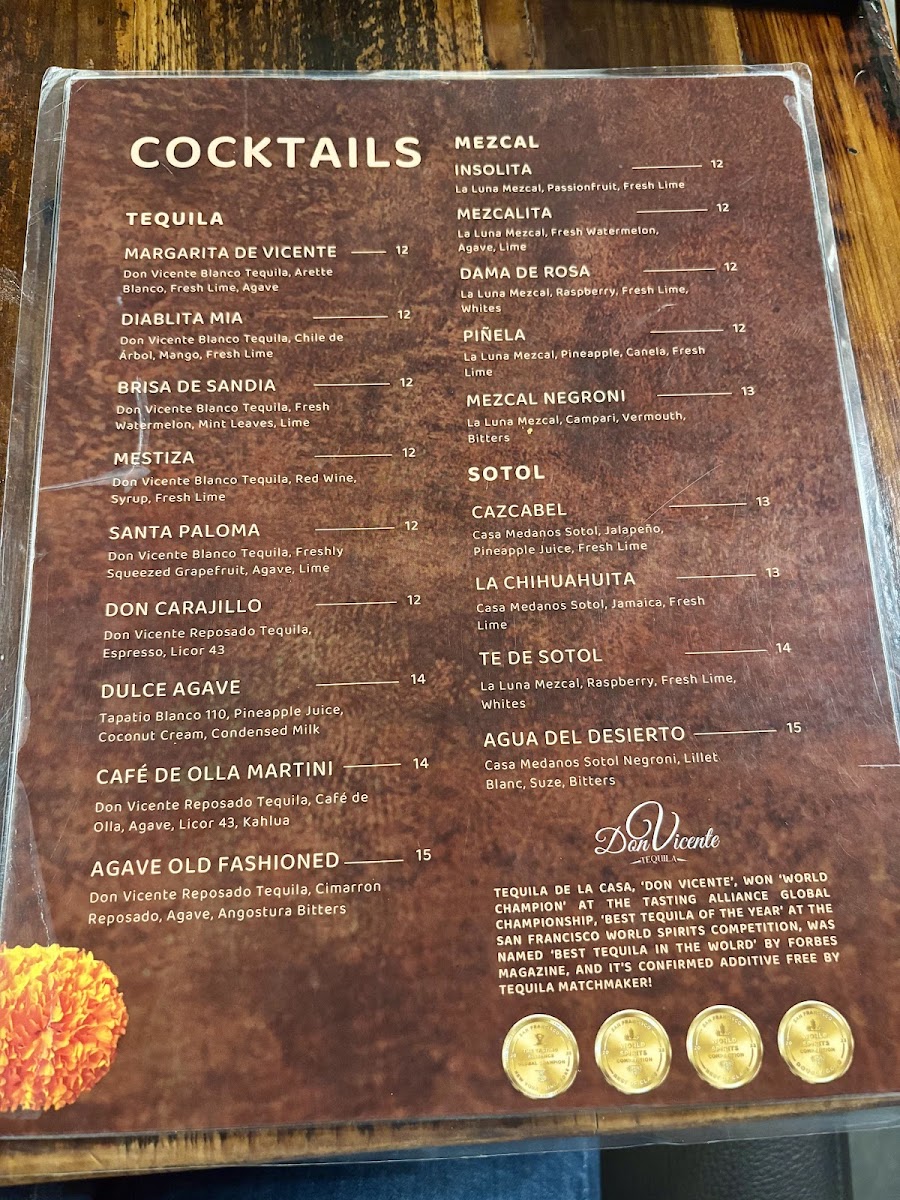 COCKTAILS
TEQUILA
MARGARITA DE VICENTE 12
Don Vicente Blanco Tequila, Arette
Blanco, Fresh Lime, Agave
DIABLITA MIA 12
Don Vicente Blanco Tequila, Chile de
Árbol, Mango, Fresh Lime
BRISA DE SANDIA 12
Don Vicente Blanco Tequila, Fresh
Watermelon, Mint Leaves, Lime
MESTIZA 12
Don Vicente Blanco Tequila, Red Wine,
Syrup, Fresh Lime
SANTA PALOMA 12
Don Vicente Blanco Tequila, Freshly
Squeezed Grapefruit, Agave, Lime
DON CARAJILLO 12
Don Vicente Reposado Tequila,
Espresso, Licor 43
DULCE AGAVE 14
Tapatio Blanco 110, Pineapple Juice,
Coconut Cream, Condensed Milk
CAFÉ DE OLLA MARTINI 14
Don Vicente Reposado Tequila, Café de
Olla, Agave, Licor 43, Kahlua
AGAVE OLD FASHIONED 15
Don Vicente Reposado Tequila, Cimarron
Reposado, Agave, Angostura Bitters
MEZCAL
INSOLITA 12
La Luna Mezcal, Passionfruit, Fresh Lime
MEZCALITA 12
La Luna Mezcal, Fresh Watermelon,
Agave, Lime
DAMA DE ROSA 12
La Luna Mezcal, Raspberry, Fresh Lime,
Whites
PIÑELA 12
La Luna Mezcal, Pineapple, Canela, Fresh
Lime
MEZCAL NEGRONI 13
La Luna Mezcal, Campari, Vermouth,
Bitters
SOTOL
CAZCABEL 13
Casa Medanos Sotol, Jalapeño,
Pineapple Juice, Fresh Lime
LA CHIHUAHUITA 13
Casa Medanos Sotol, Jamaica, Fresh
Lime
TE DE SOTOL 14
La Luna Mezcal, Raspberry, Fresh Lime,
Whites
AGUA DEL DESIERTO 15
Casa Medanos Sotol Negroni, Lillet
Blanc, Suze, Bitters
Don Vicente
TEQUILA
TEQUILA DE LA CASA, 'DON VICENTE', WON 'WORLD
CHAMPION' AT THE TASTING ALLIANCE GLOBAL
CHAMPIONSHIP, 'BEST TEQUILA OF THE YEAR' AT THE
SAN FRANCISCO WORLD SPIRITS COMPETITION, WAS
NAMED 'BEST TEQUILA IN THE WOLRD' BY FORBES
MAGAZINE, AND IT'S CONFIRMED ADDITIVE FREE BY
TEQUILA MATCHMAKER!